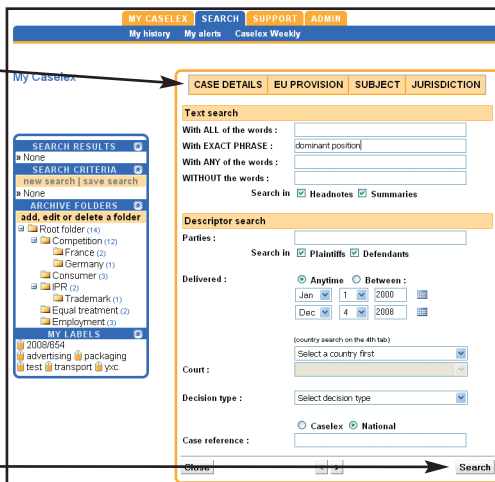 MY CASELEX SEARCH SUPPORT ADMIN
My history My alerts Caselex Weekly
My Caselex
SEARCH RESULTS
» None
SEARCH CRITERIA
new search | save search
» None
ARCHIVE FOLDERS
add, edit or delete a folder
Root folder (14)
Competition (12)
France (2)
Germany (1)
Consumer (3)
IPR (2)
Trademark (1)
Equal treatment (2)
Employment (3)
MY LABELS
2008/654
advertising packaging
test transport yxc
CASE DETAILS EU PROVISION SUBJECT JURISDICTION
Text search
With ALL of the words :
With EXACT PHRASE : dominant position
With ANY of the words :
WITHOUT the words :
Search in Headnotes Summaries
Descriptor search
Parties :
Search in Plaintiffs Defendants
Delivered : Anytime Between :
Jan 1 2000
Dec 4 2008
(country search on the 4th tab)
Select a country first
Court :
Decision type : Select decision type
Caselex National
Case reference :
Close < > Search